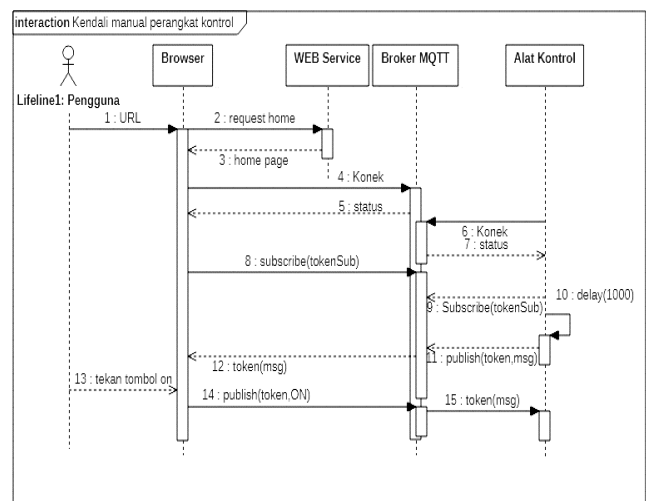 interaction Kendali manual perangkat kontrol
Browser
WEB Service
Broker MQTT
Alat Kontrol
Lifeline1: Pengguna
1 : URL
2 : request home
3 : home page
4 : Konek
5 : status
6 : Konek
7 : status
8 : subscribe(tokenSub)
10 : delay(1000)
9 : Subscribe(tokenSub)
11 : publish(token,msg)
12 : token(msg)
13 : tekan tombol on
14 : publish(token,ON)
15 : token(msg)